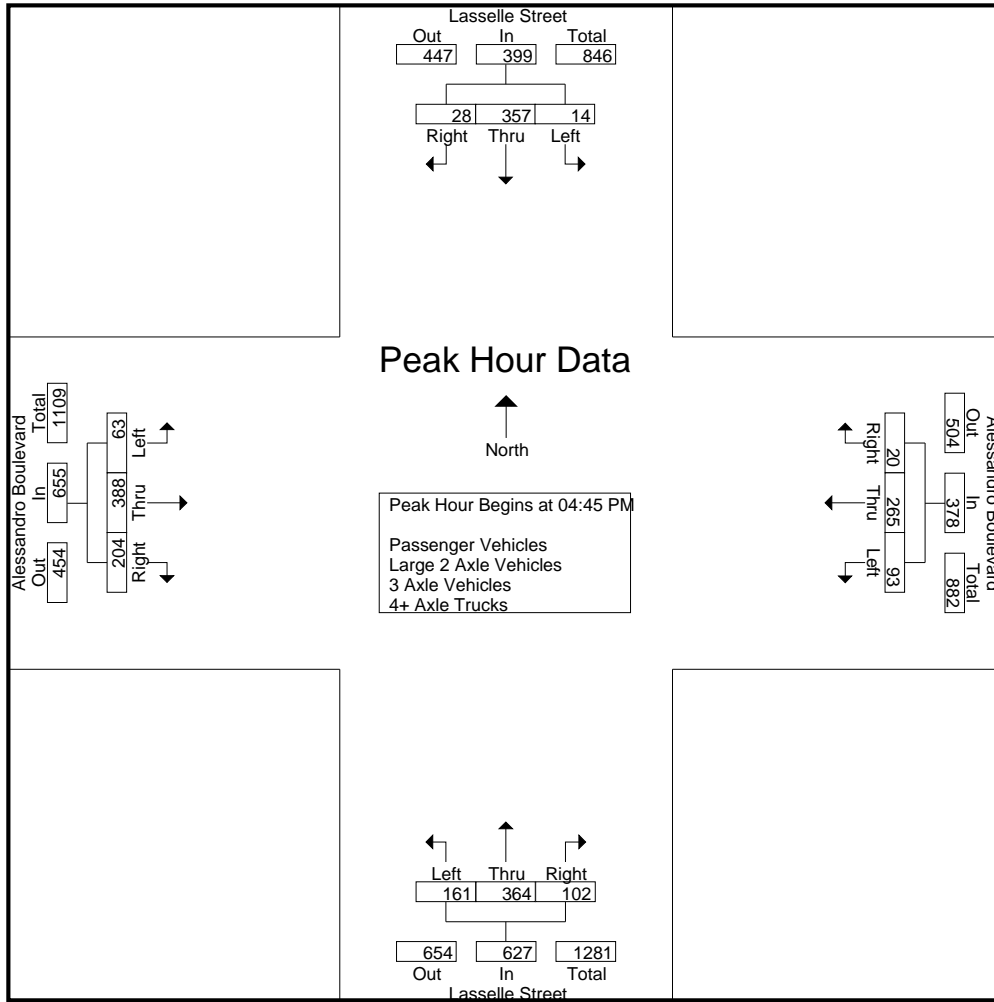 Lasselle Street
Out In Total
447 399 846
28 357 14
Right Thru Left
Peak Hour Data
North
Peak Hour Begins at 04:45 PM
Passenger Vehicles
Large 2 Axle Vehicles
3 Axle Vehicles
4+ Axle Trucks
Alessandro Boulevard
Out In Total
454 655 1109
63 388 204
Left Thru Right
Alessandro Boulevard
Out In Total
504 378 882
20 265 93
Right Thru Left
Left Thru Right
161 364 102
654 627 1281
Out In Total
Lasselle Street